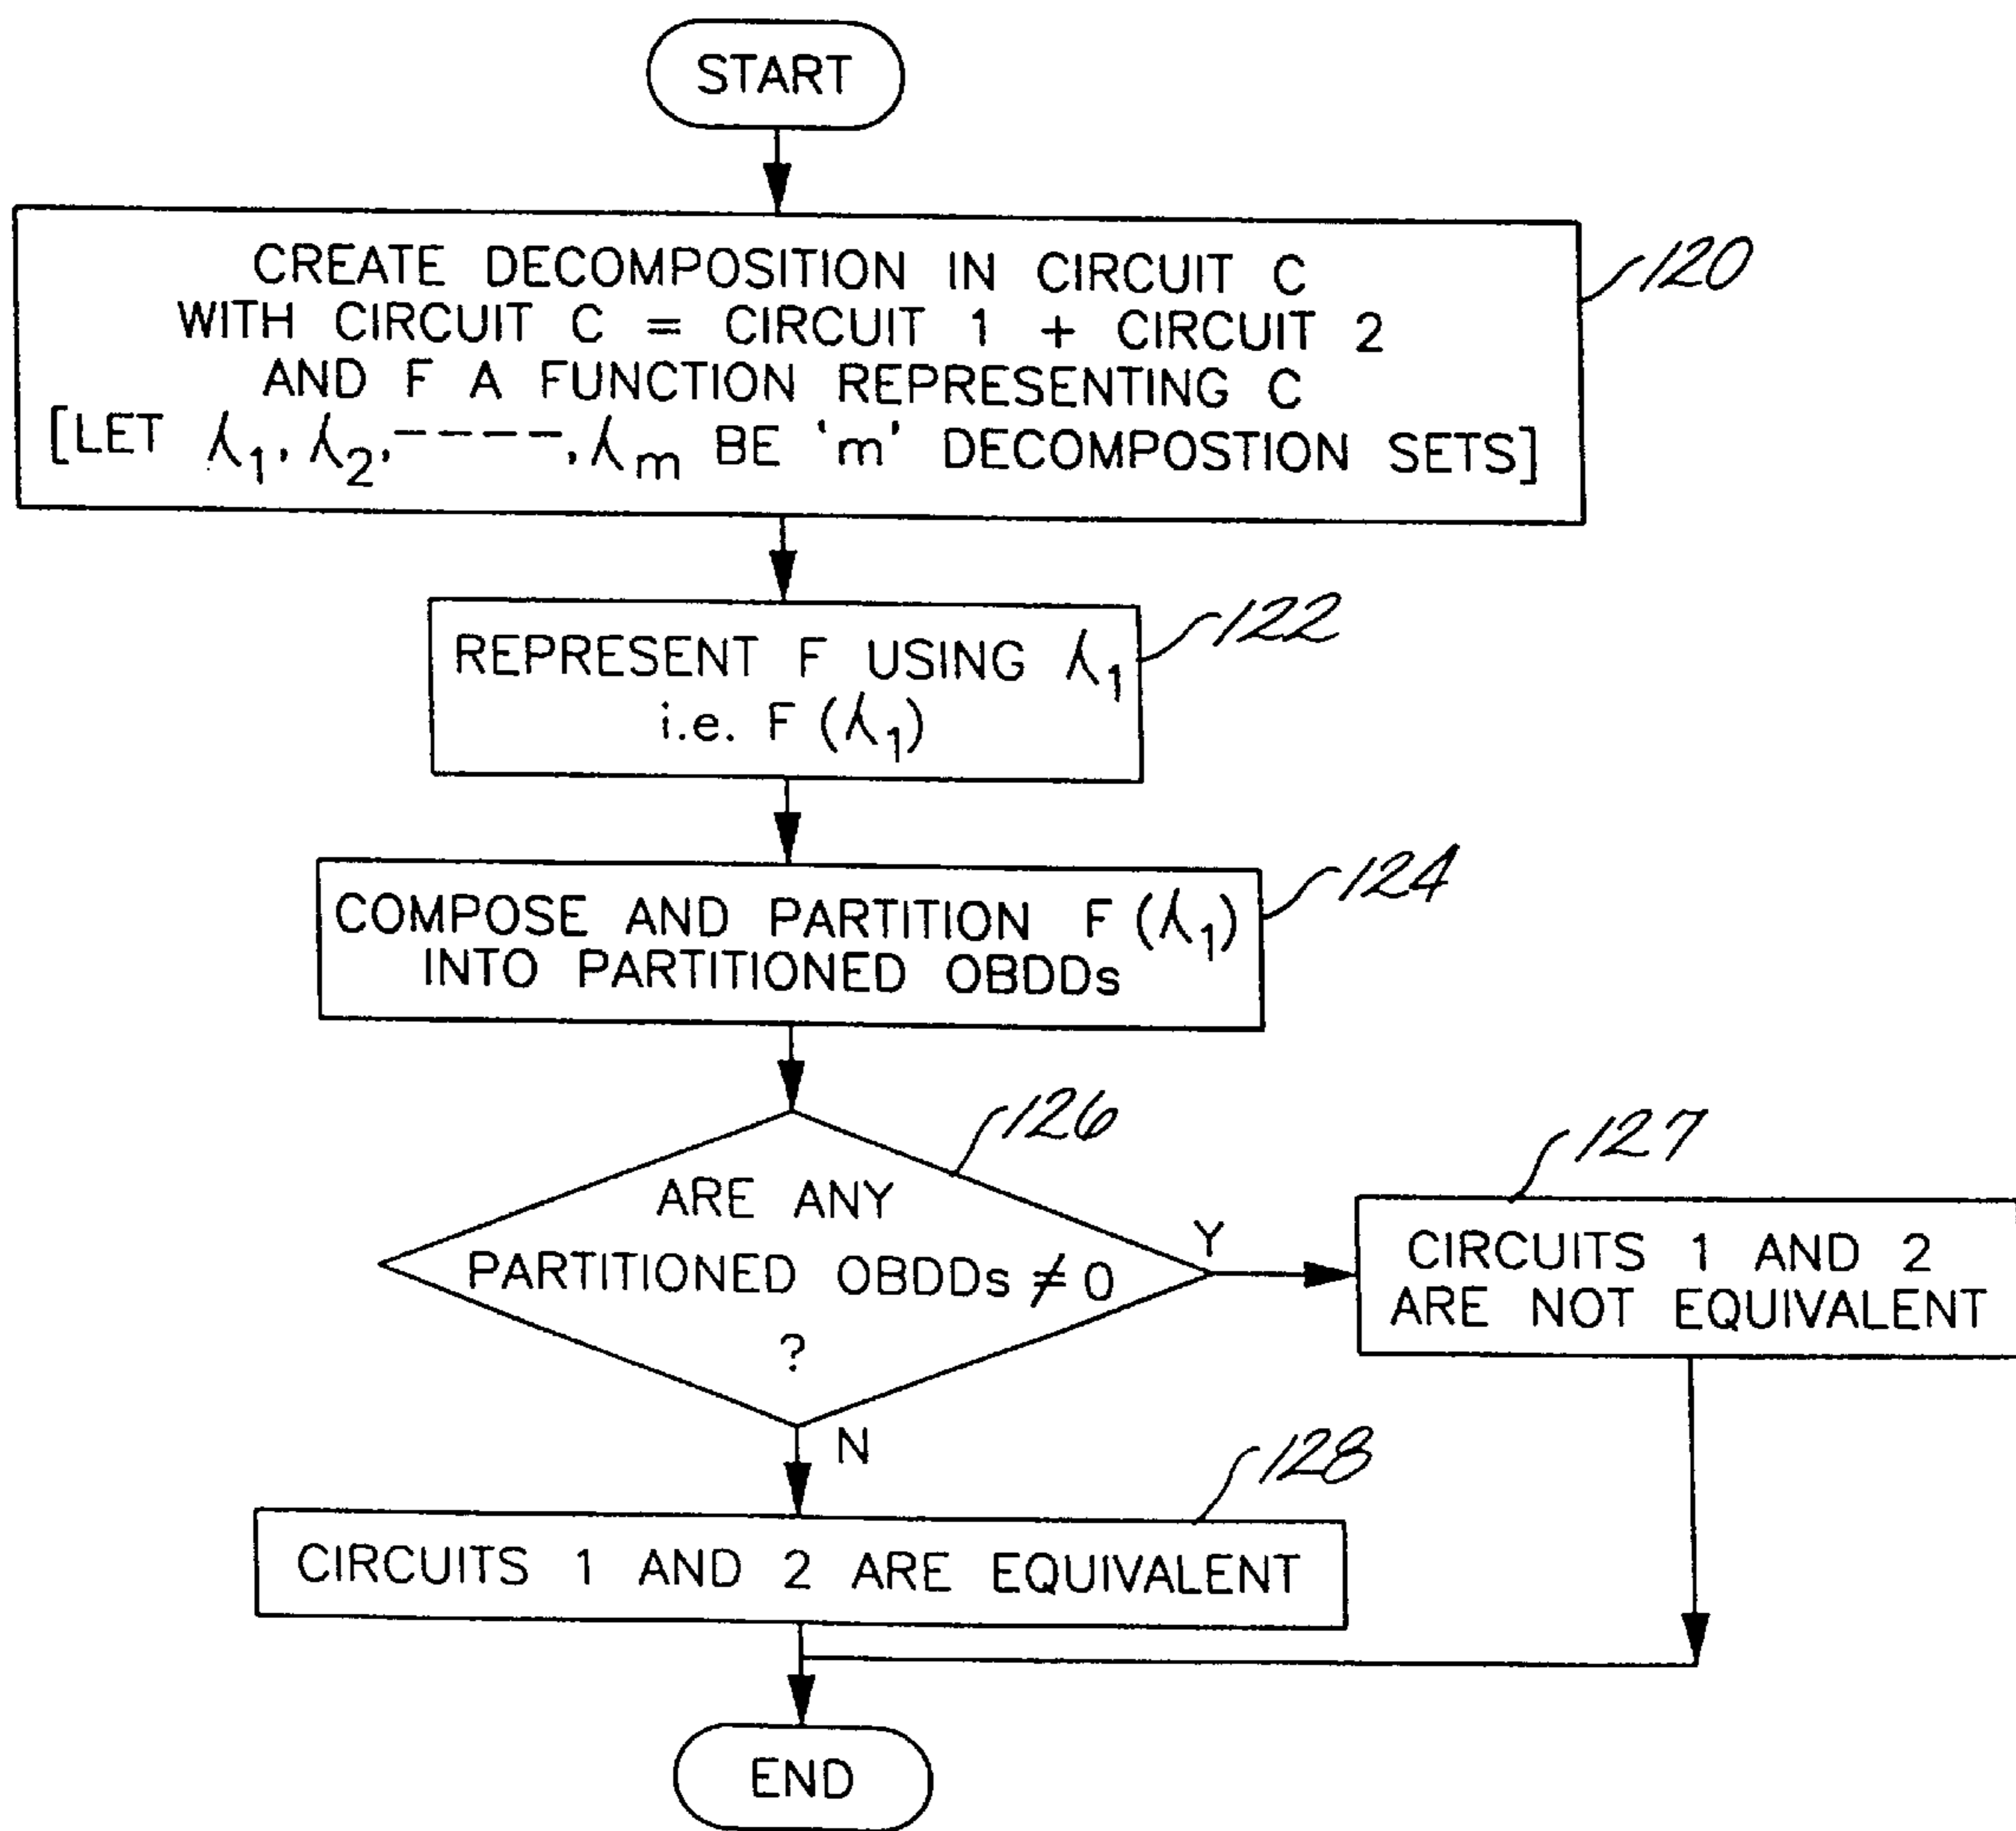 START
CREATE DECOMPOSITION IN CIRCUIT C
WITH CIRCUIT C = CIRCUIT 1 + CIRCUIT 2
AND F A FUNCTION REPRESENTING C
[LET λ1, λ2, ----, λm BE 'm' DECOMPOSTION SETS]
120
REPRESENT F USING λ1
i.e. F (λ1)
122
COMPOSE AND PARTITION F (λ1)
INTO PARTITIONED OBDDs
124
ARE ANY
PARTITIONED OBDDs ≠ 0
?
126
Y
127
CIRCUITS 1 AND 2
ARE NOT EQUIVALENT
N
128
CIRCUITS 1 AND 2 ARE EQUIVALENT
END